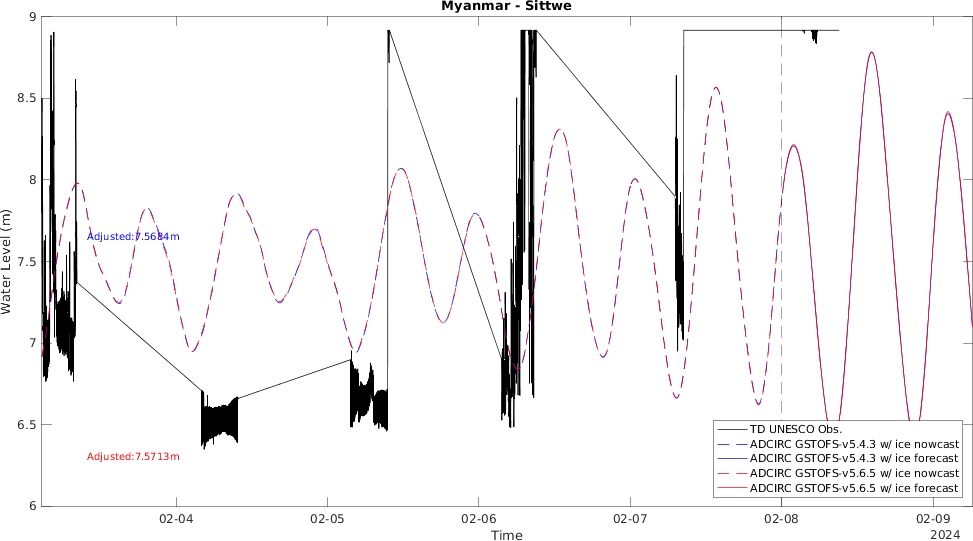 Myanmar - Sittwe
9
8.5
8
7.5
7
6.5
6
Water Level (m)
Adjusted:7.5684m
Adjusted:7.5713m
TD UNESCO Obs.
ADCIRC GSTOFS-v5.4.3 w/ ice nowcast
ADCIRC GSTOFS-v5.4.3 w/ ice forecast
ADCIRC GSTOFS-v5.6.5 w/ ice nowcast
ADCIRC GSTOFS-v5.6.5 w/ ice forecast
02-04 02-05 02-06 02-07 02-08 02-09
Time 2024